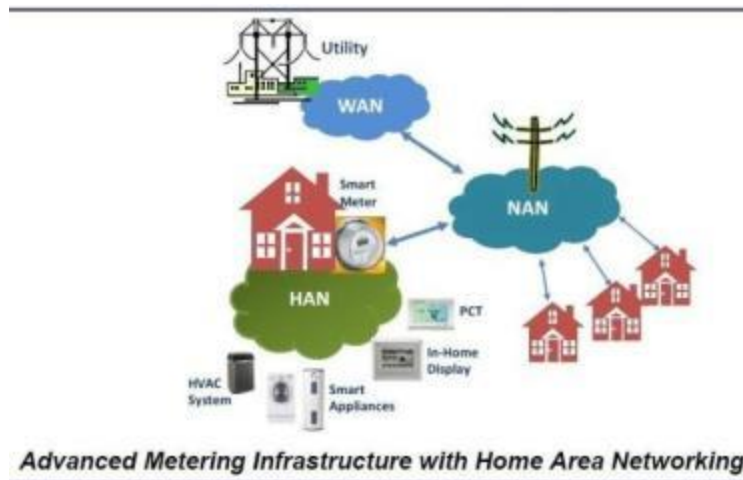 Utility
WAN
Smart
Meter
NAN
HAN
PCT
In-Home
Display
HVAC
System
Smart
Appliances
Advanced Metering Infrastructure with Home Area Networking